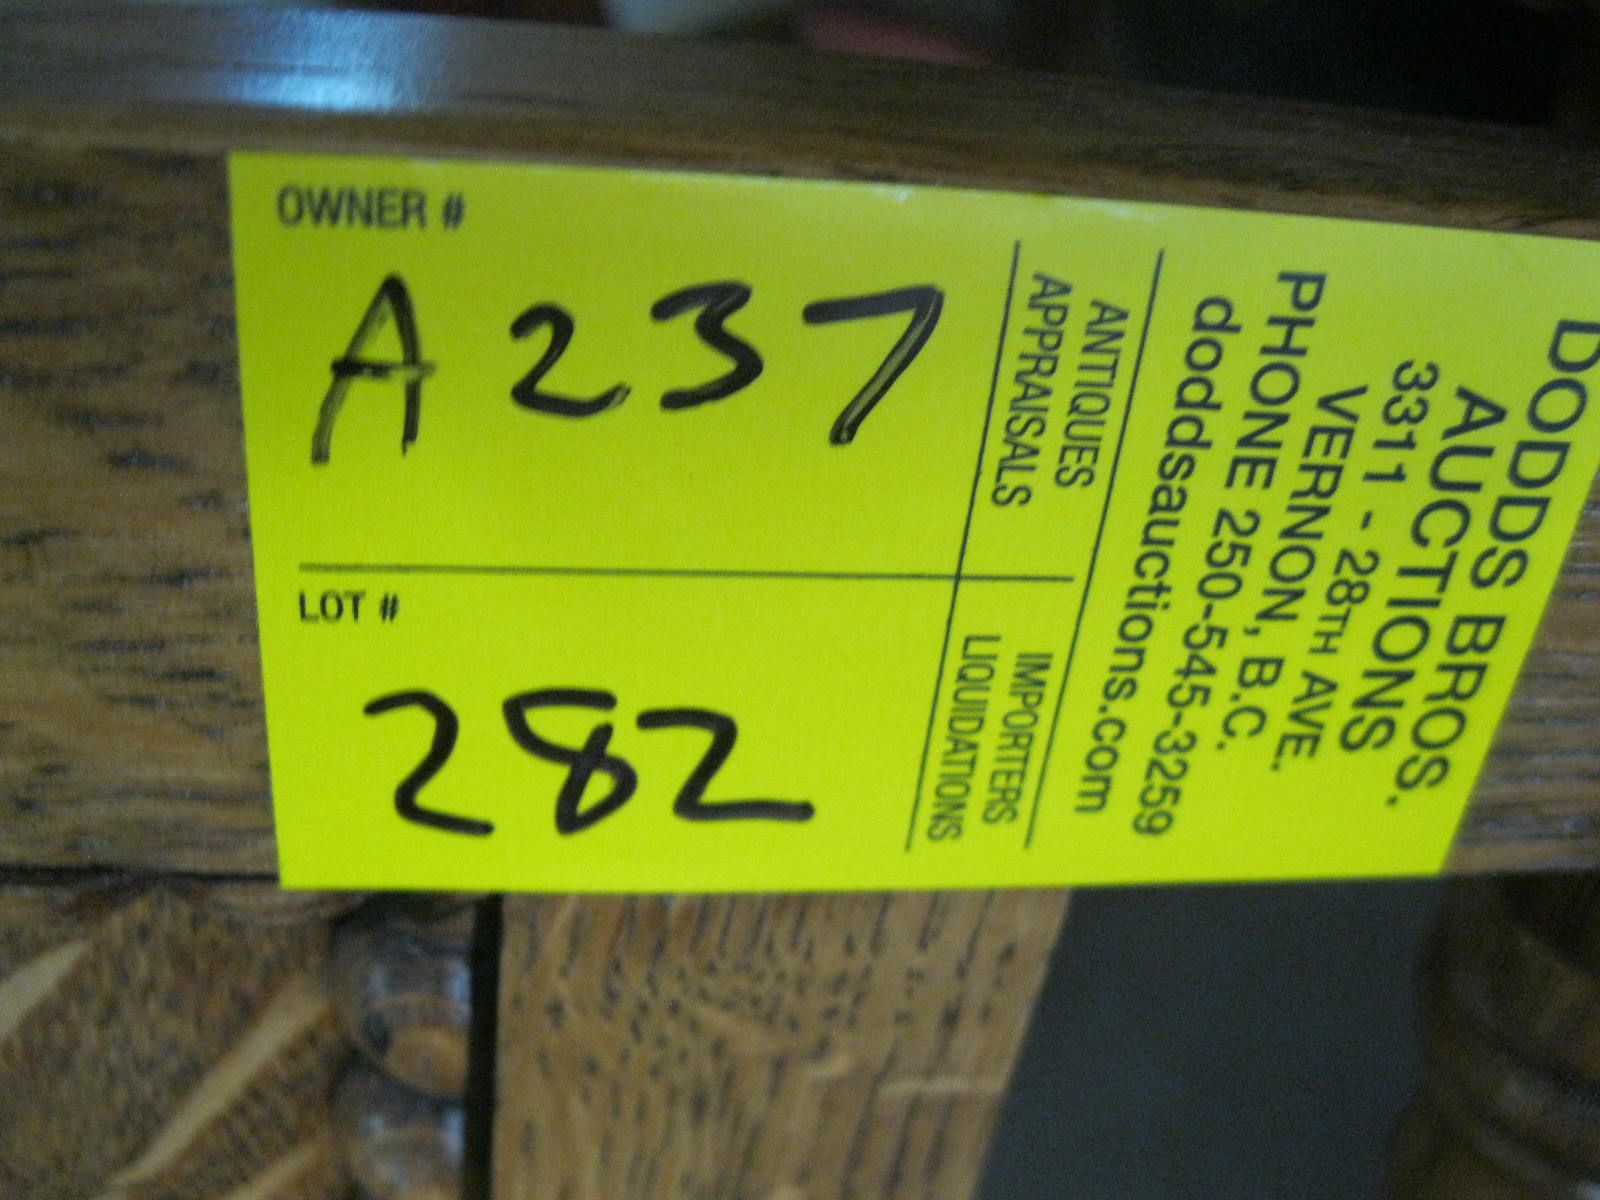 OWNER #
A237
LOT #
282
ANTIQUES
APPRAISALS
IMPORTERS
LIQUIDATIONS
DODDS BROS.
AUCTIONS
3311 - 28TH AVE.
VERNON, B.C.
PHONE 250-545-3259
doddsauctions.com